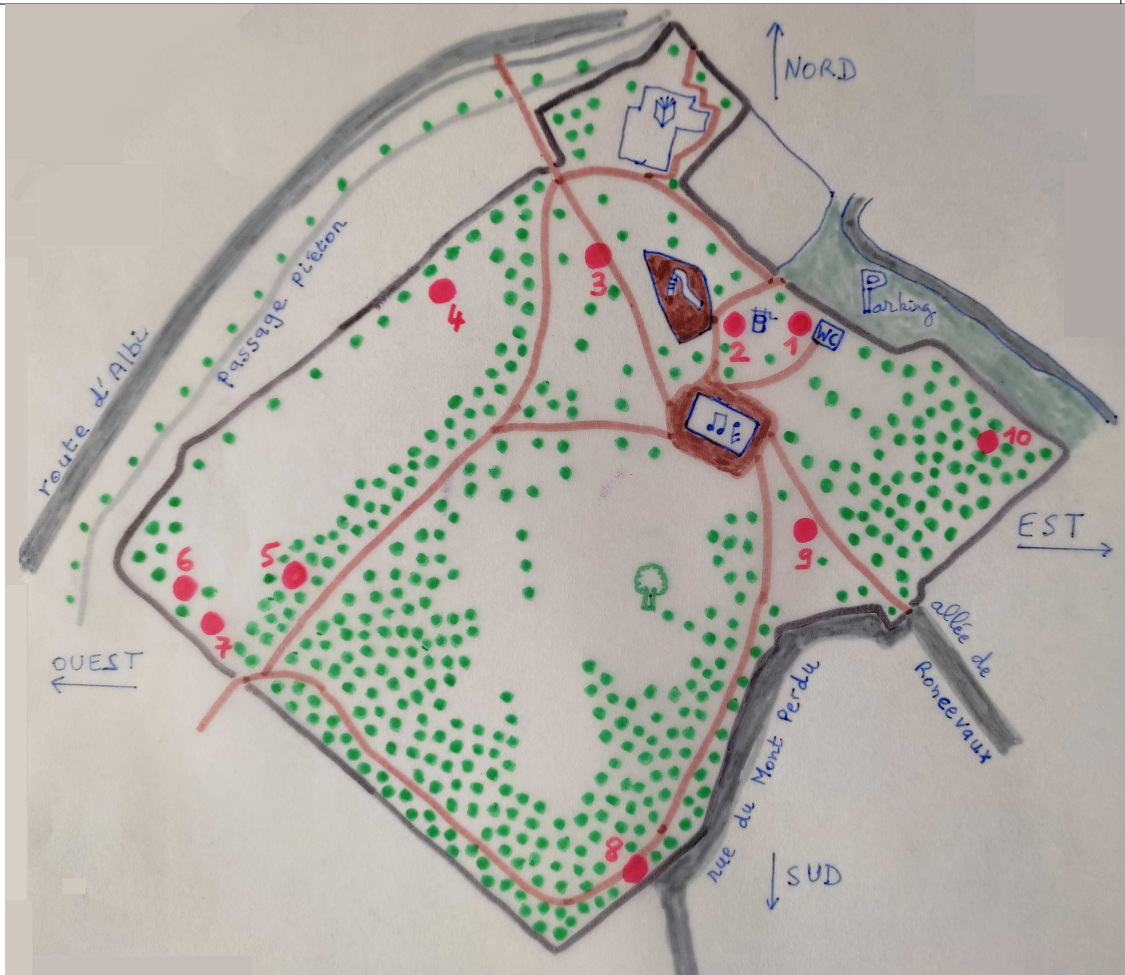 NORD
Parking
WC
passage piéton
route d'Albi
EST
OUEST
allée de
Roncevaux
rue du Mont Perdu
SUD
1
2
3
4
5
6
7
8
9
10